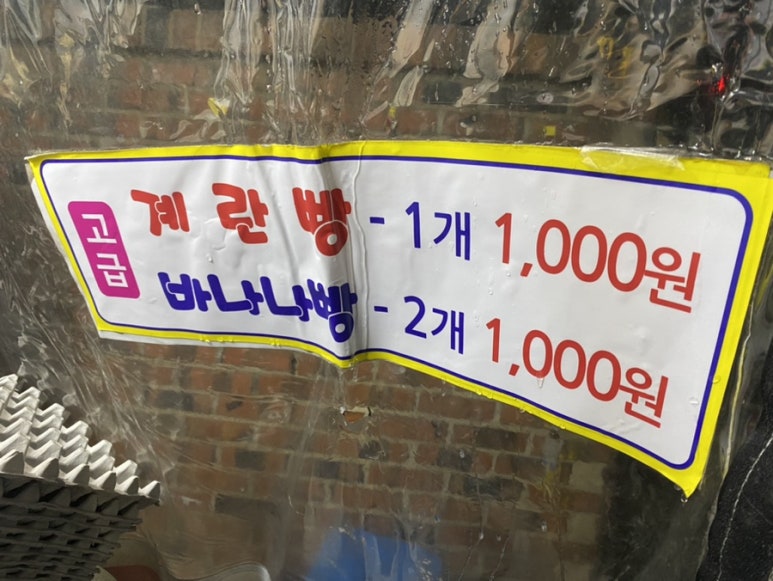 고급
계란빵 - 1개 1,000원
바나나빵 - 2개 1,000원